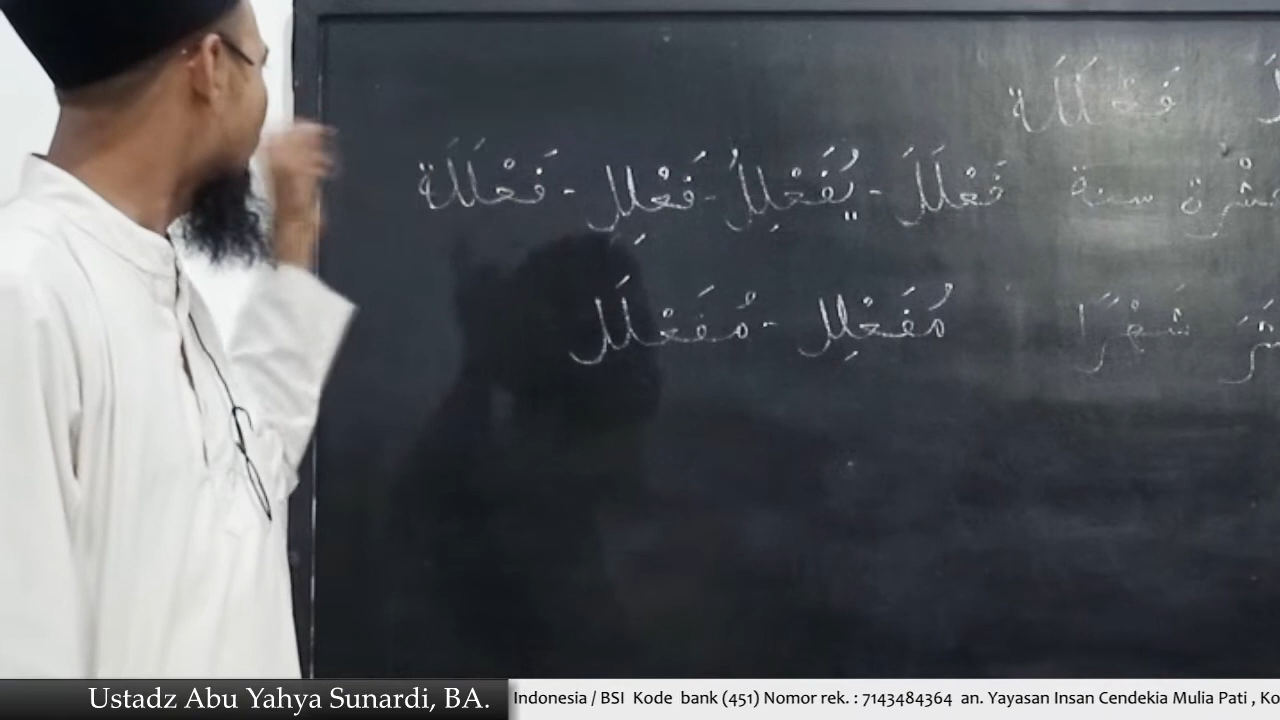 فَعْلَلَة
فَعْلَلَ - يُفَعْلِلُ - فَعْلِلِ - فَعْلَلَة سنة
مُفَعْلِل - مُفَعْلَل شَهْرًا
Ustadz Abu Yahya Sunardi, BA.
Indonesia / BSI Kode bank (451) Nomor rek. : 7143484364 an. Yayasan Insan Cendekia Mulia Pati , Ko